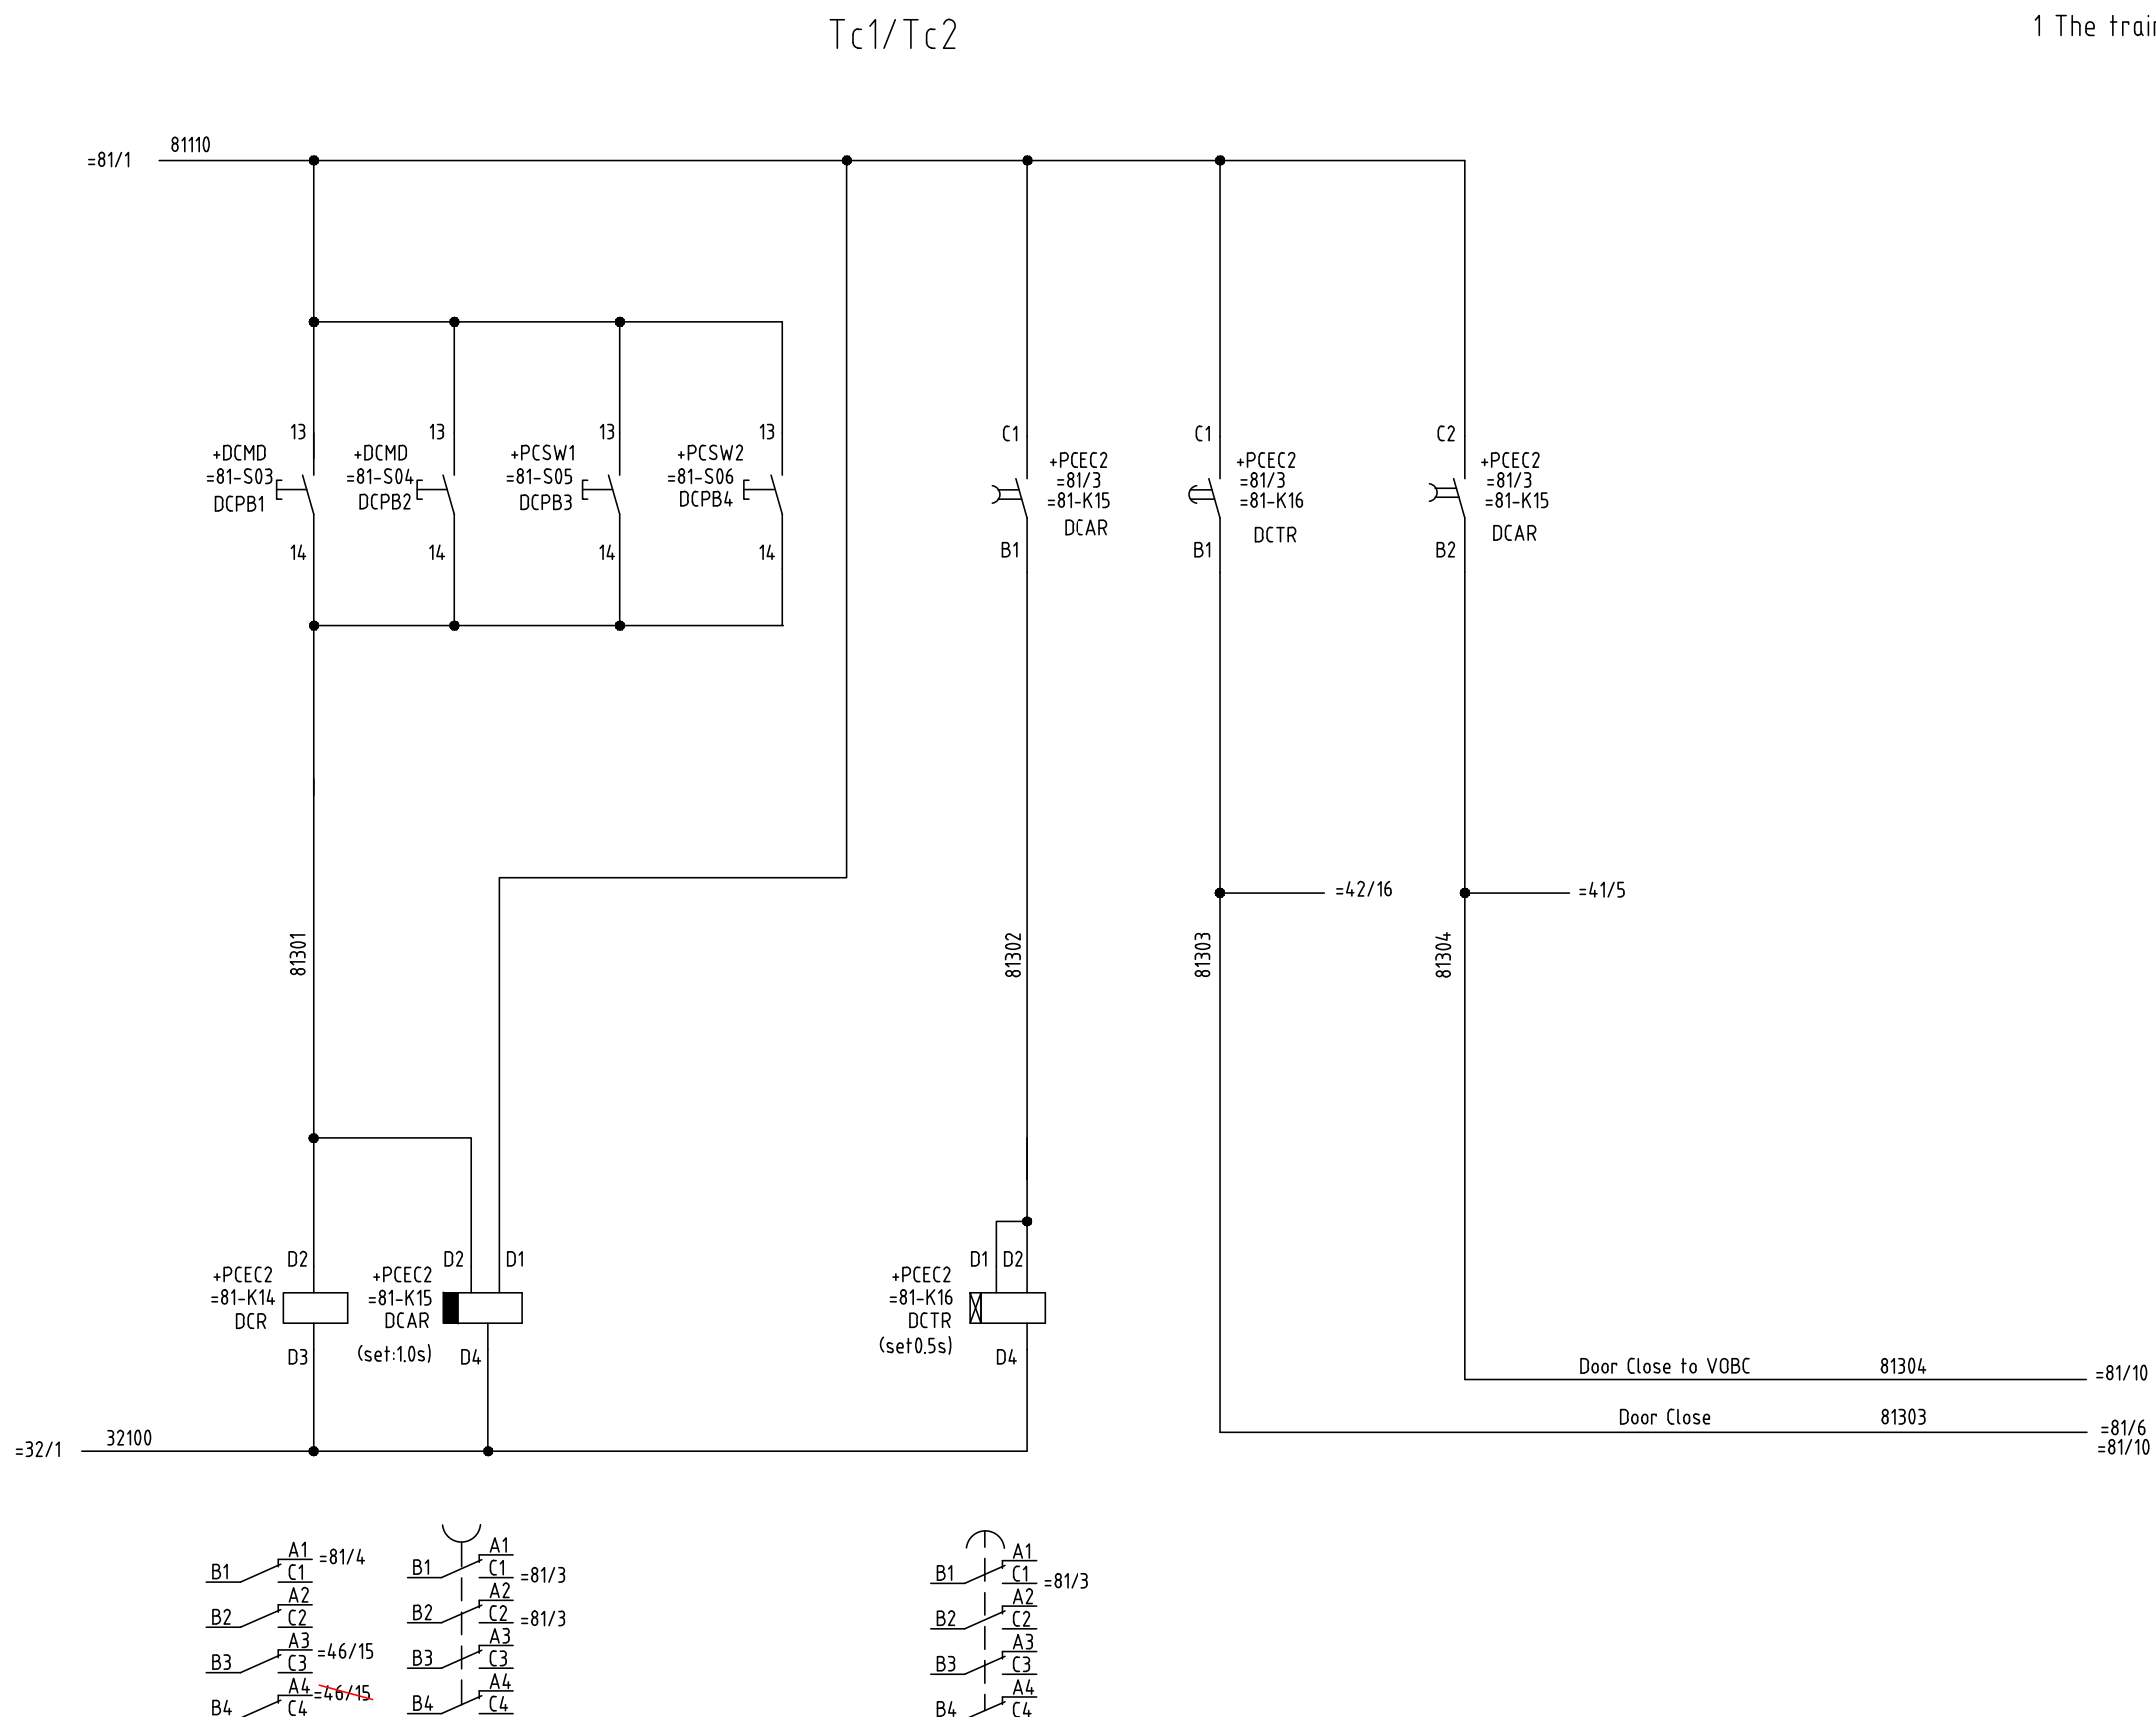 Tc1/Tc2
1 The train
81110
=81/1
13
13
13
13
C1
C1
C2
+DCMD
=81-S03
DCPB1
+DCMD
=81-S04
DCPB2
+PCSW1
=81-S05
DCPB3
+PCSW2
=81-S06
DCPB4
+PCEC2
=81/3
=81-K15
DCAR
+PCEC2
=81/3
=81-K16
DCTR
+PCEC2
=81/3
=81-K15
DCAR
14
14
14
14
B1
B1
B2
=42/16
=41/5
81301
81302
81303
81304
D2
D2
D1
D1
D2
+PCEC2
=81-K14
DCR
+PCEC2
=81-K15
DCAR
(set:1.0s)
+PCEC2
=81-K16
DCTR
(set0.5s)
D3
D4
D4
Door Close to VOBC
81304
=81/10
Door Close
81303
=81/6
=81/10
32100
=32/1
B1
A1
C1
=81/4
B2
A2
C2
B3
A3
C3
=46/15
B4
A4
C4
=46/15
B1
A1
C1
=81/3
B2
A2
C2
=81/3
B3
A3
C3
B4
A4
C4
B1
A1
C1
=81/3
B2
A2
C2
B3
A3
C3
B4
A4
C4